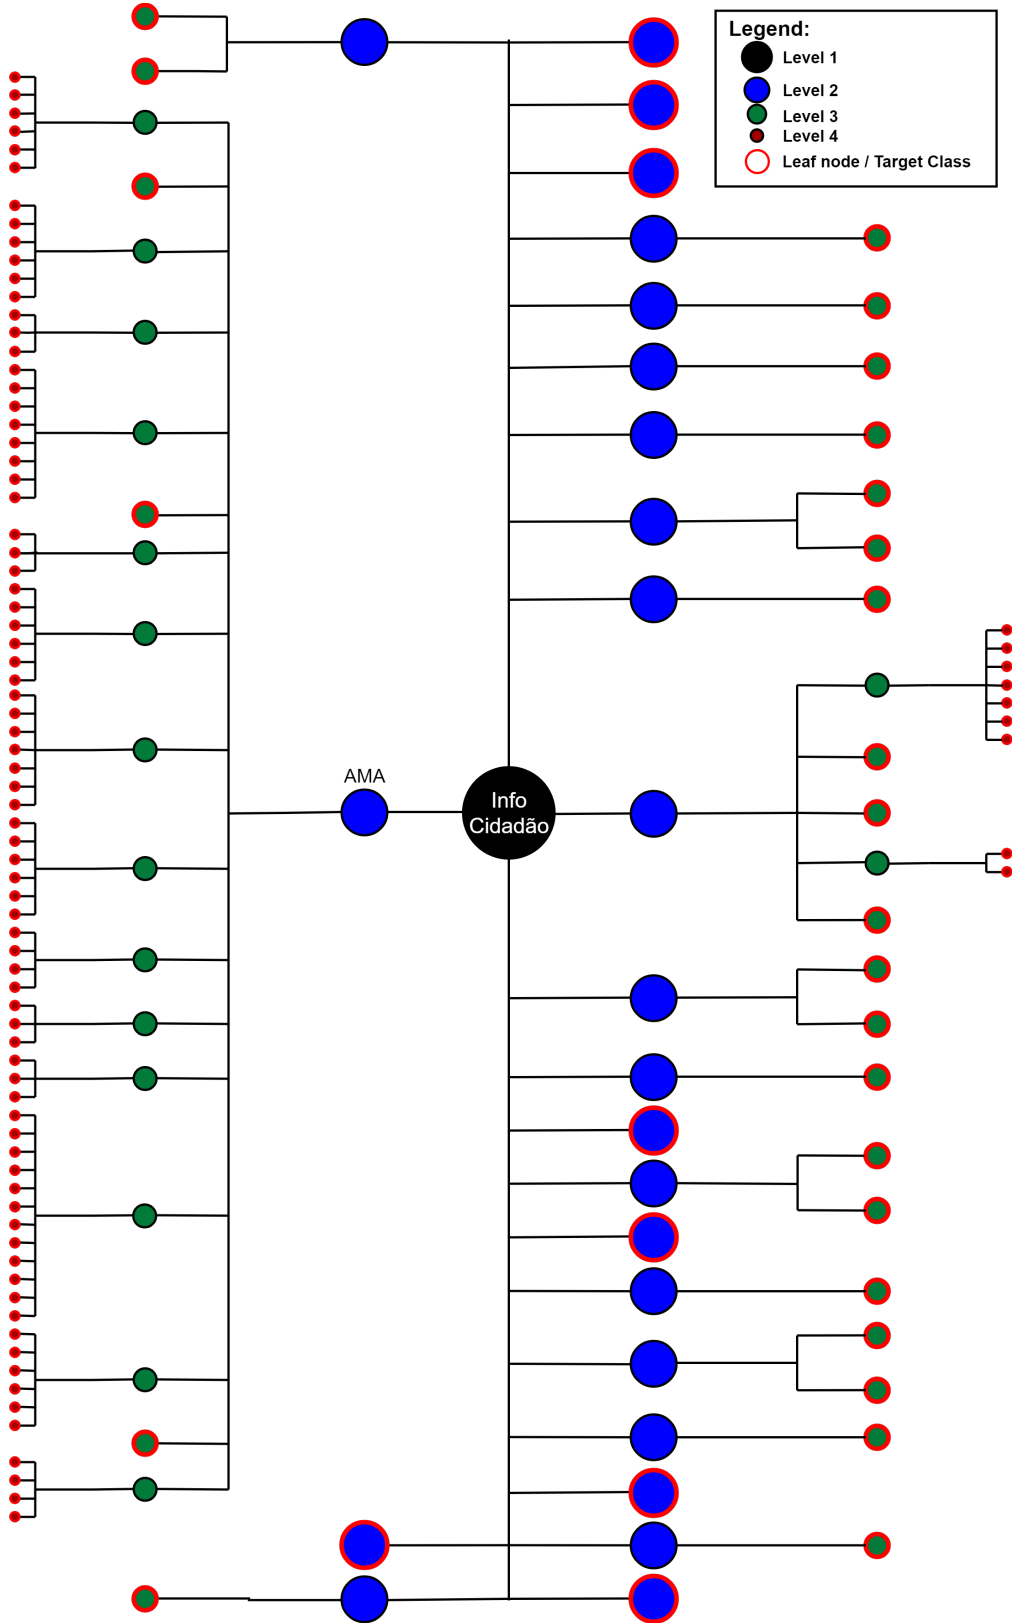 Legend:
Level 1
Level 2
Level 3
Level 4
Leaf node / Target Class
AMA
Info
Cidadão